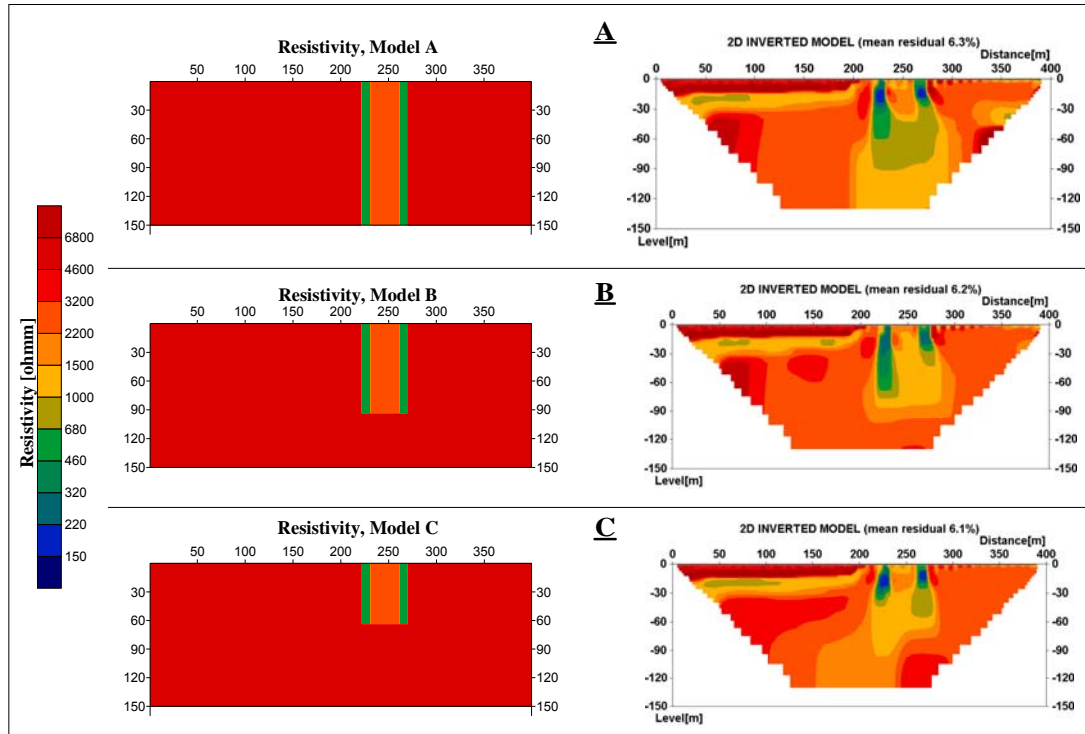 Resistivity, Model A
50 100 150 200 250 300 350
30 30
60 60
90 90
120 120
150 150
A
2D INVERTED MODEL (mean residual 6.3%)
Distance[m]
0 50 100 150 200 250 300 350 400
0 0
-30 -30
-60 -60
-90 -90
-120 -120
-150 -150
Level[m]
Resistivity [ohmm]
6800
4600
3200
2200
1500
1000
680
460
320
220
150
Resistivity, Model B
50 100 150 200 250 300 350
30 30
60 60
90 90
120 120
150 150
B
2D INVERTED MODEL (mean residual 6.2%)
Distance[m]
0 50 100 150 200 250 300 350 400
0 0
-30 -30
-60 -60
-90 -90
-120 -120
-150 -150
Level[m]
Resistivity, Model C
50 100 150 200 250 300 350
30 30
60 60
90 90
120 120
150 150
C
2D INVERTED MODEL (mean residual 6.1%)
Distance[m]
0 50 100 150 200 250 300 350 400
0 0
-30 -30
-60 -60
-90 -90
-120 -120
-150 -150
Level[m]